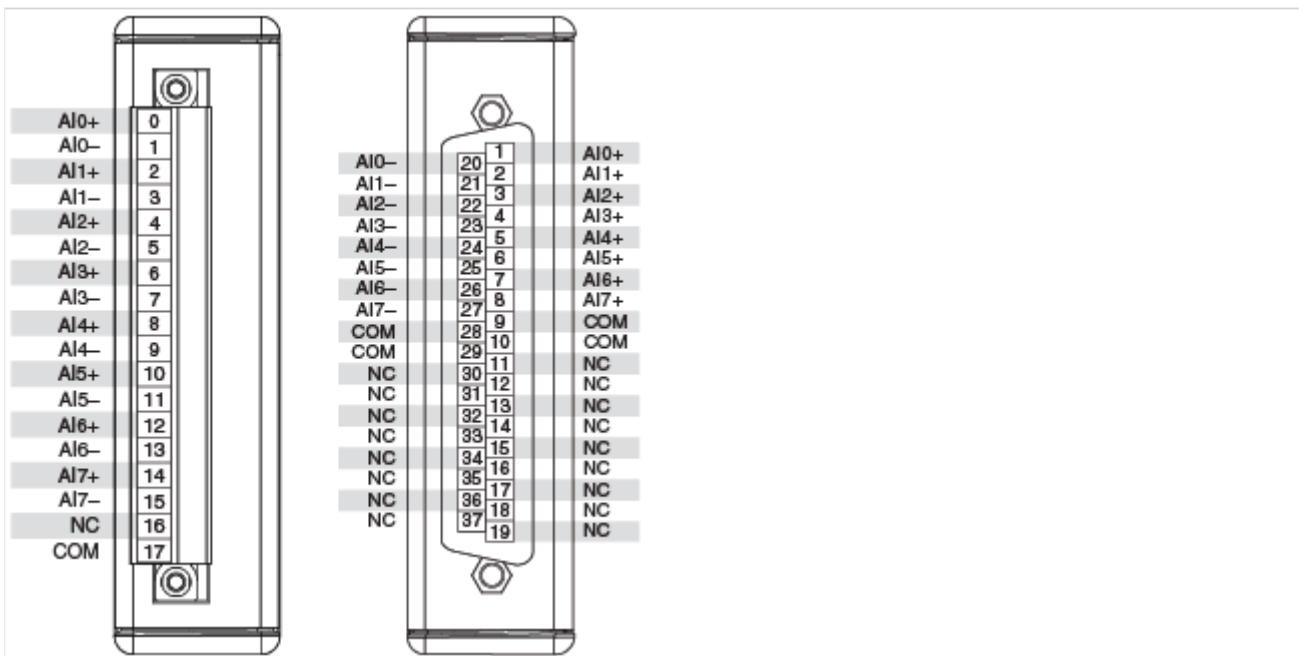 AI0+ 0
AI0– 1
AI1+ 2
AI1– 3
AI2+ 4
AI2– 5
AI3+ 6
AI3– 7
AI4+ 8
AI4– 9
AI5+ 10
AI5– 11
AI6+ 12
AI6– 13
AI7+ 14
AI7– 15
NC 16
COM 17
1 AI0+
AI0– 20
2 AI1+
AI1– 21
3 AI2+
AI2– 22
4 AI3+
AI3– 23
5 AI4+
AI4– 24
6 AI5+
AI5– 25
7 AI6+
AI6– 26
8 AI7+
AI7– 27
9 COM
COM 28
10 COM
COM 29
11 NC
NC 30
12 NC
NC 31
13 NC
NC 32
14 NC
NC 33
15 NC
NC 34
16 NC
NC 35
17 NC
NC 36
18 NC
NC 37
19 NC